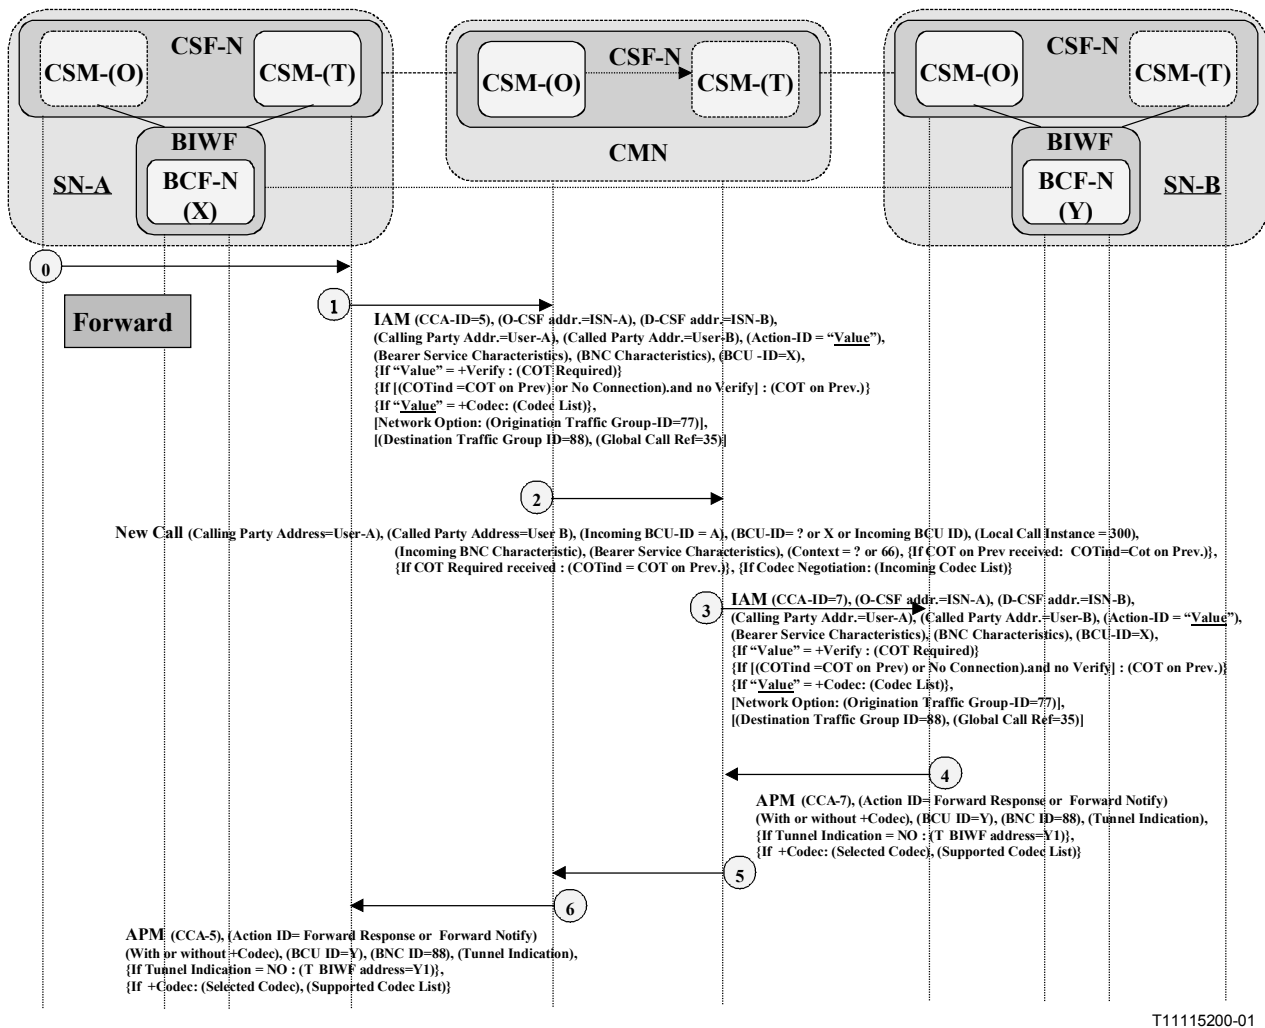 CSF-N
CSM-(O)
CSM-(T)
BIWF
SN-A
BCF-N
(X)
CSF-N
CSM-(O)
CSM-(T)
CMN
CSF-N
CSM-(O)
CSM-(T)
BIWF
BCF-N
(Y)
SN-B
0
Forward
1
IAM (CCA-ID=5), (O-CSF addr.=ISN-A), (D-CSF addr.=ISN-B),
(Calling Party Addr.=User-A), (Called Party Addr.=User-B), (Action-ID = “Value”),
(Bearer Service Characteristics), (BNC Characteristics), (BCU -ID=X),
{If “Value” = +Verify : (COT Required)}
{If [(COTind =COT on Prev) or No Connection).and no Verify] : (COT on Prev.)}
{If “Value” = +Codec: (Codec List)},
[Network Option: (Origination Traffic Group-ID=77)],
[(Destination Traffic Group ID=88), (Global Call Ref=35)]
2
New Call (Calling Party Address=User-A), (Called Party Address=User B), (Incoming BCU-ID = A), (BCU-ID= ? or X or Incoming BCU ID), (Local Call Instance = 300),
(Incoming BNC Characteristic), (Bearer Service Characteristics), (Context = ? or 66), {If COT on Prev received: COTind=Cot on Prev.)},
{If COT Required received : (COTind = COT on Prev.)}, {If Codec Negotiation: (Incoming Codec List)}
3
IAM (CCA-ID=7), (O-CSF addr.=ISN-A), (D-CSF addr.=ISN-B),
(Calling Party Addr.=User-A), (Called Party Addr.=User-B), (Action-ID = “Value”),
(Bearer Service Characteristics), (BNC Characteristics), (BCU-ID=X),
{If “Value” = +Verify : (COT Required)}
{If [(COTind =COT on Prev) or No Connection).and no Verify] : (COT on Prev.)}
{If “Value” = +Codec: (Codec List)},
[Network Option: (Origination Traffic Group-ID=77)],
[(Destination Traffic Group ID=88), (Global Call Ref=35)]
4
APM (CCA-7), (Action ID= Forward Response or Forward Notify)
(With or without +Codec), (BCU ID=Y), (BNC ID=88), (Tunnel Indication),
{If Tunnel Indication = NO : (T BIWF address=Y1)},
{If +Codec: (Selected Codec), (Supported Codec List)}
5
6
APM (CCA-5), (Action ID= Forward Response or Forward Notify)
(With or without +Codec), (BCU ID=Y), (BNC ID=88), (Tunnel Indication),
{If Tunnel Indication = NO : (T BIWF address=Y1)},
{If +Codec: (Selected Codec), (Supported Codec List)}
T11115200-01